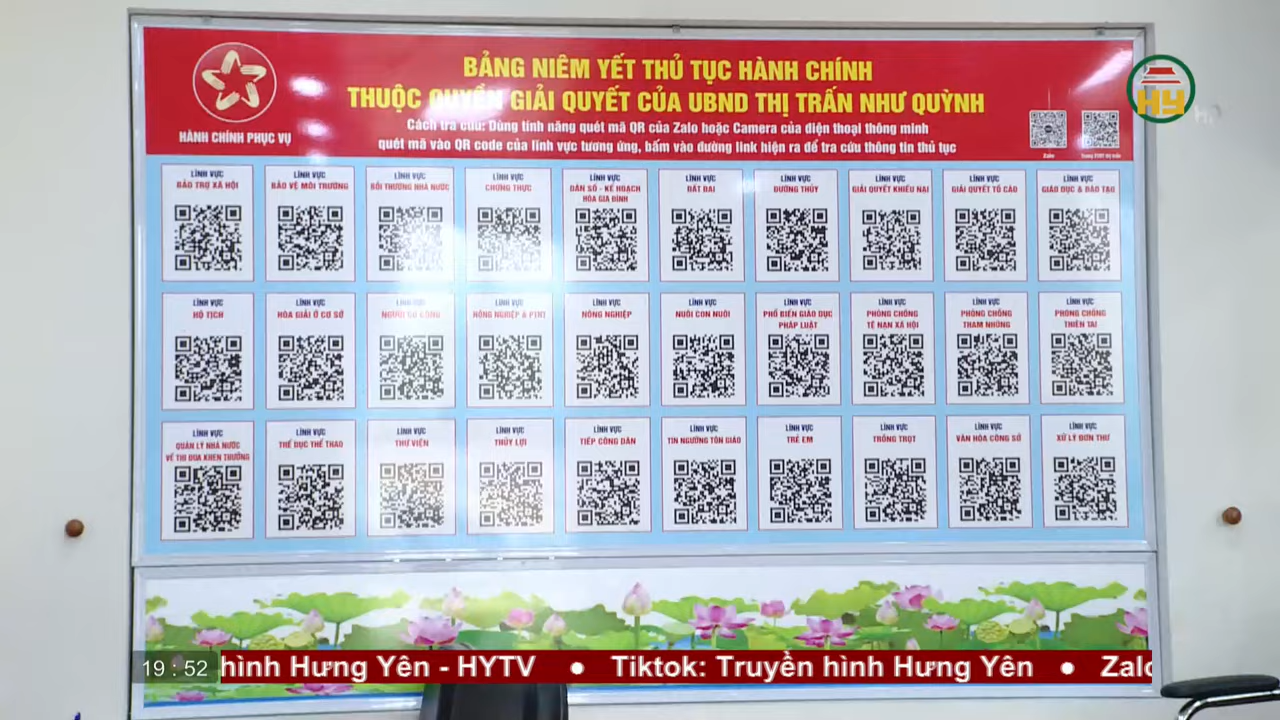 BẢNG NIÊM YẾT THỦ TỤC HÀNH CHÍNH
THUỘC QUYỀN GIẢI QUYẾT CỦA UBND THỊ TRẤN NHƯ QUỲNH
Cách tra cứu: Dùng tính năng quét mã QR của Zalo hoặc Camera của điện thoại thông minh
quét mã vào QR code của lĩnh vực tương ứng, bấm vào đường link hiện ra để tra cứu thông tin thủ tục
HÀNH CHÍNH PHỤC VỤ
HY
Zalo
LĨNH VỰC
BẢO TRỢ XÃ HỘI
LĨNH VỰC
BẢO VỆ MÔI TRƯỜNG
LĨNH VỰC
BỒI THƯỜNG NHÀ NƯỚC
LĨNH VỰC
CHỨNG THỰC
LĨNH VỰC
DÂN SỐ - KẾ HOẠCH
HÓA GIA ĐÌNH
LĨNH VỰC
ĐẤT ĐAI
LĨNH VỰC
ĐƯỜNG THỦY
LĨNH VỰC
GIẢI QUYẾT KHIẾU NẠI
LĨNH VỰC
GIẢI QUYẾT TỐ CÁO
LĨNH VỰC
GIÁO DỤC & ĐÀO TẠO
LĨNH VỰC
HỘ TỊCH
LĨNH VỰC
HÒA GIẢI Ở CƠ SỞ
LĨNH VỰC
NGƯỜI CÓ CÔNG
LĨNH VỰC
NÔNG NGHIỆP & PTNT
LĨNH VỰC
NÔNG NGHIỆP
LĨNH VỰC
NUÔI CON NUÔI
LĨNH VỰC
PHỔ BIẾN GIÁO DỤC
PHÁP LUẬT
LĨNH VỰC
PHÒNG CHỐNG
TỆ NẠN XÃ HỘI
LĨNH VỰC
PHÒNG CHỐNG
THAM NHŨNG
LĨNH VỰC
PHÒNG CHỐNG
THIÊN TAI
LĨNH VỰC
QUẢN LÝ NHÀ NƯỚC
VỀ THI ĐUA KHEN THƯỞNG
LĨNH VỰC
THỂ DỤC THỂ THAO
LĨNH VỰC
THƯ VIỆN
LĨNH VỰC
THỦY LỢI
LĨNH VỰC
TIẾP CÔNG DÂN
LĨNH VỰC
TÍN NGƯỠNG TÔN GIÁO
LĨNH VỰC
TRẺ EM
LĨNH VỰC
TRỒNG TRỌT
LĨNH VỰC
VĂN HÓA CÔNG SỞ
LĨNH VỰC
XỬ LÝ ĐƠN THƯ
19 : 52 hình Hưng Yên - HYTV ● Tiktok: Truyền hình Hưng Yên ● Zalo